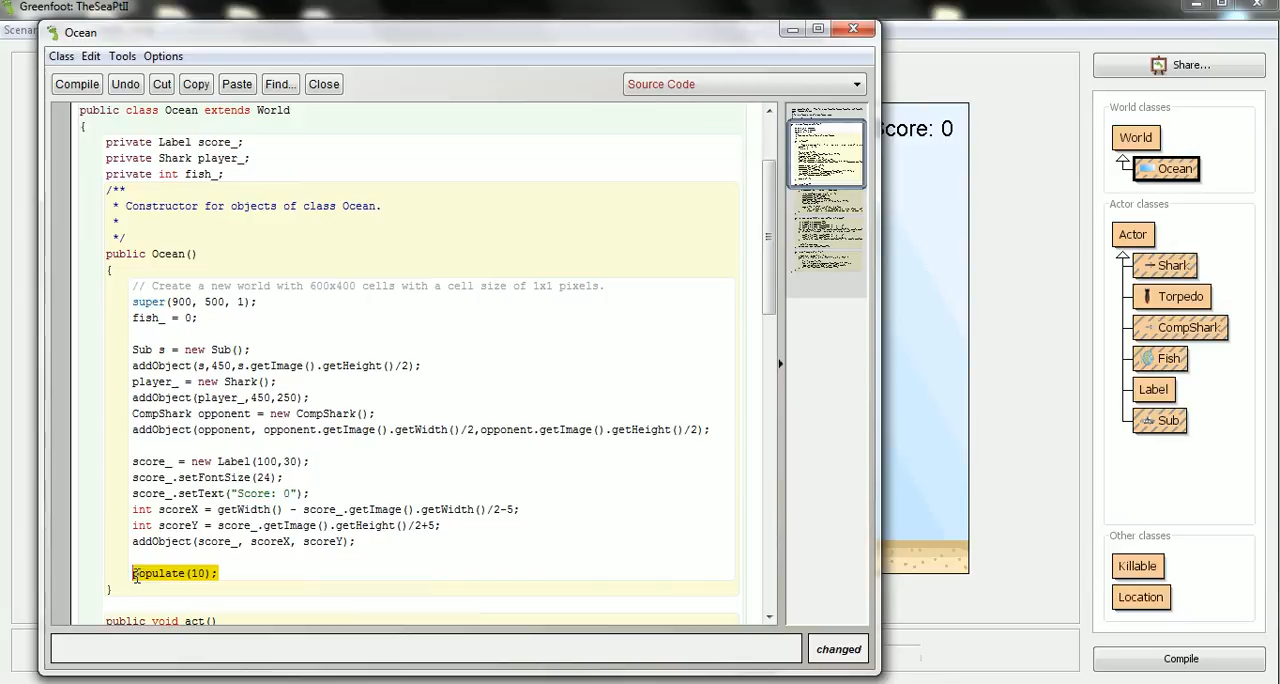 Greenfoot: TheSeaPtII
Scenar
Ocean
Class Edit Tools Options
Compile Undo Cut Copy Paste Find... Close
Source Code
public class Ocean extends World
{
private Label score_;
private Shark player_;
private int fish_;
/**
* Constructor for objects of class Ocean.
*
*/
public Ocean()
{
// Create a new world with 600x400 cells with a cell size of 1x1 pixels.
super(900, 500, 1);
fish_ = 0;
Sub s = new Sub();
addObject(s,450,s.getImage().getHeight()/2);
player_ = new Shark();
addObject(player_,450,250);
CompShark opponent = new CompShark();
addObject(opponent, opponent.getImage().getWidth()/2,opponent.getImage().getHeight()/2);
score_ = new Label(100,30);
score_.setFontSize(24);
score_.setText("Score: 0");
int scoreX = getWidth() - score_.getImage().getWidth()/2-5;
int scoreY = score_.getImage().getHeight()/2+5;
addObject(score_, scoreX, scoreY);
populate(10);
}
public void act()
changed
Score: 0
Share...
World classes
World
Ocean
Actor classes
Actor
Shark
Torpedo
CompShark
Fish
Label
Sub
Other classes
Killable
Location
Compile